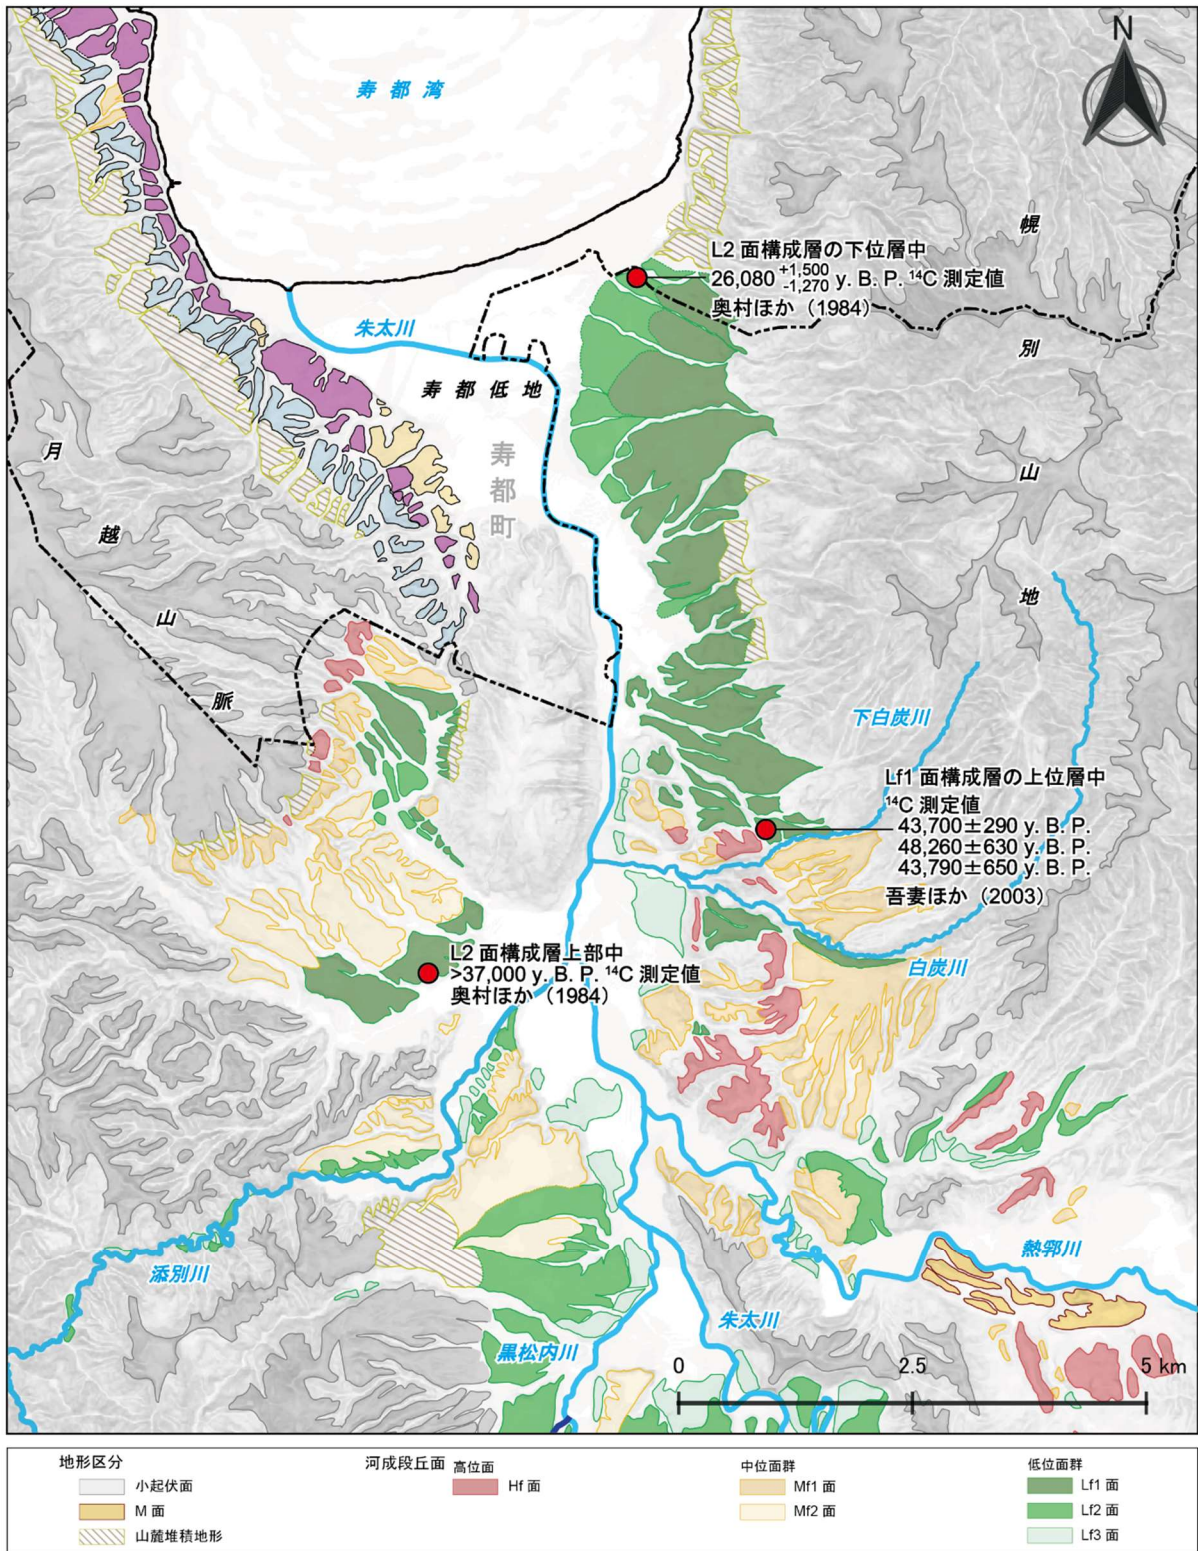 N
寿都湾
幌
L2 面構成層の下位層中
26,080 +1,500 -1,270 y. B. P. ¹⁴C 測定値
奥村ほか（1984）
朱太川
別
寿都低地
月
寿都町
山
越
地
山
脈
下白炭川
Lf1 面構成層の上位層中
¹⁴C 測定値
43,700±290 y. B. P.
48,260±630 y. B. P.
43,790±650 y. B. P.
吾妻ほか（2003）
L2 面構成層上部中
>37,000 y. B. P. ¹⁴C 測定値
奥村ほか（1984）
白炭川
熱郛川
添別川
朱太川
黒松内川
0 2.5 5 km
地形区分
小起伏面
M 面
山麓堆積地形
河成段丘面
高位面
Hf 面
中位面群
Mf1 面
Mf2 面
低位面群
Lf1 面
Lf2 面
Lf3 面